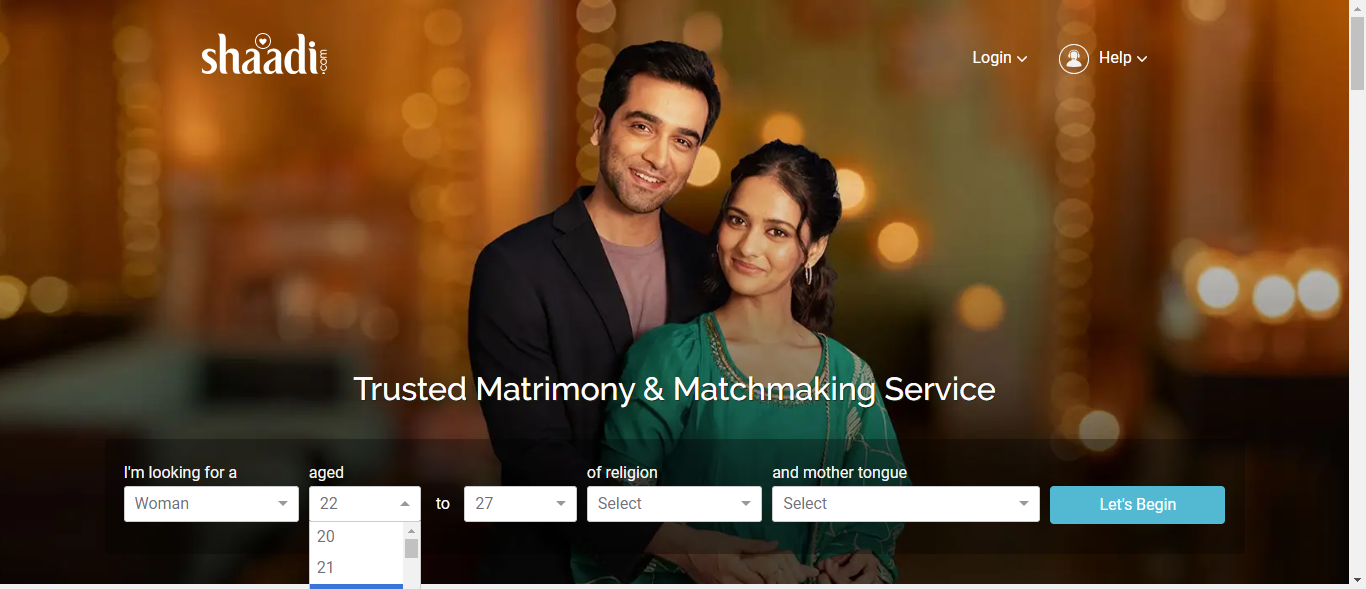 shaadi.com
Login
Help
Trusted Matrimony & Matchmaking Service
I'm looking for a
aged
of religion
and mother tongue
Woman
22
to
27
Select
Select
Let's Begin
20
21